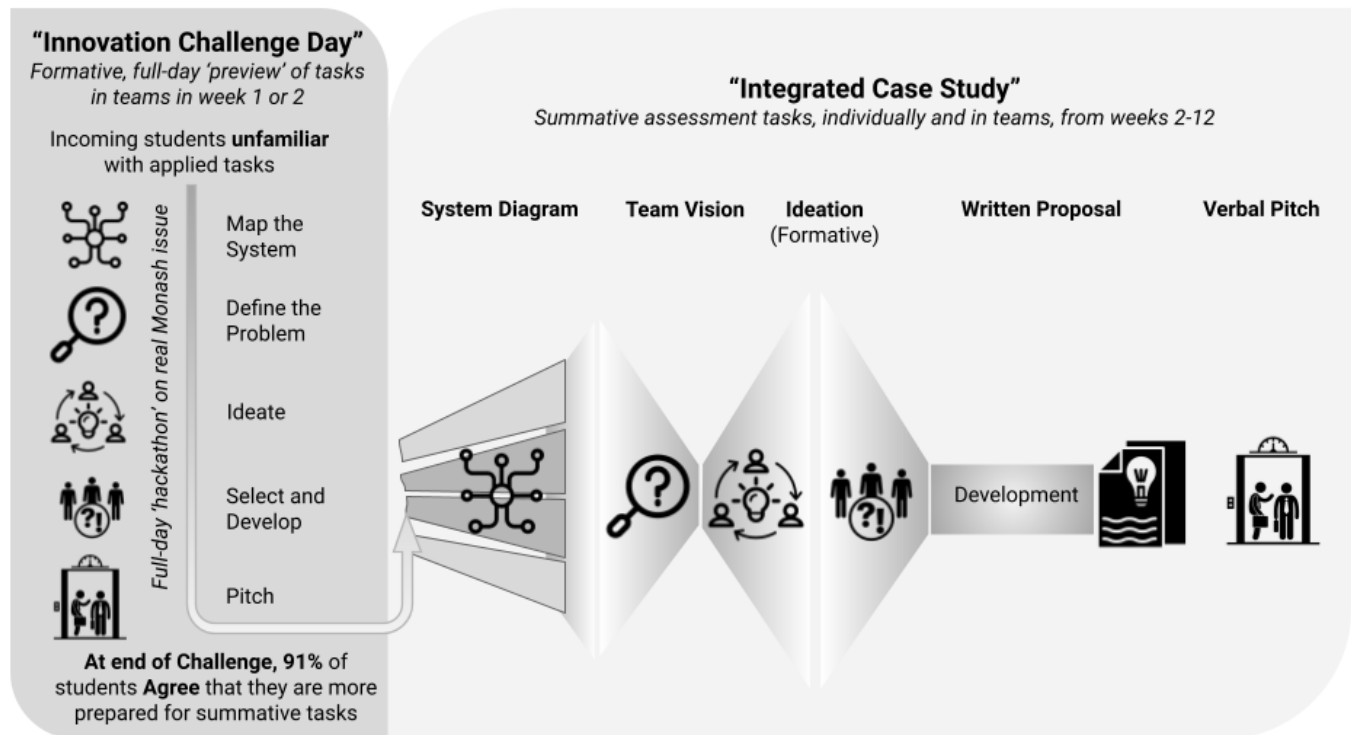 “Innovation Challenge Day”
Formative, full-day ‘preview’ of tasks
in teams in week 1 or 2
Incoming students unfamiliar
with applied tasks
Full-day ‘hackathon’ on real Monash issue
Map the
System
Define the
Problem
Ideate
Select and
Develop
Pitch
At end of Challenge, 91% of
students Agree that they are more
prepared for summative tasks
“Integrated Case Study”
Summative assessment tasks, individually and in teams, from weeks 2-12
System Diagram
Team Vision
Ideation
(Formative)
Written Proposal
Verbal Pitch
Development